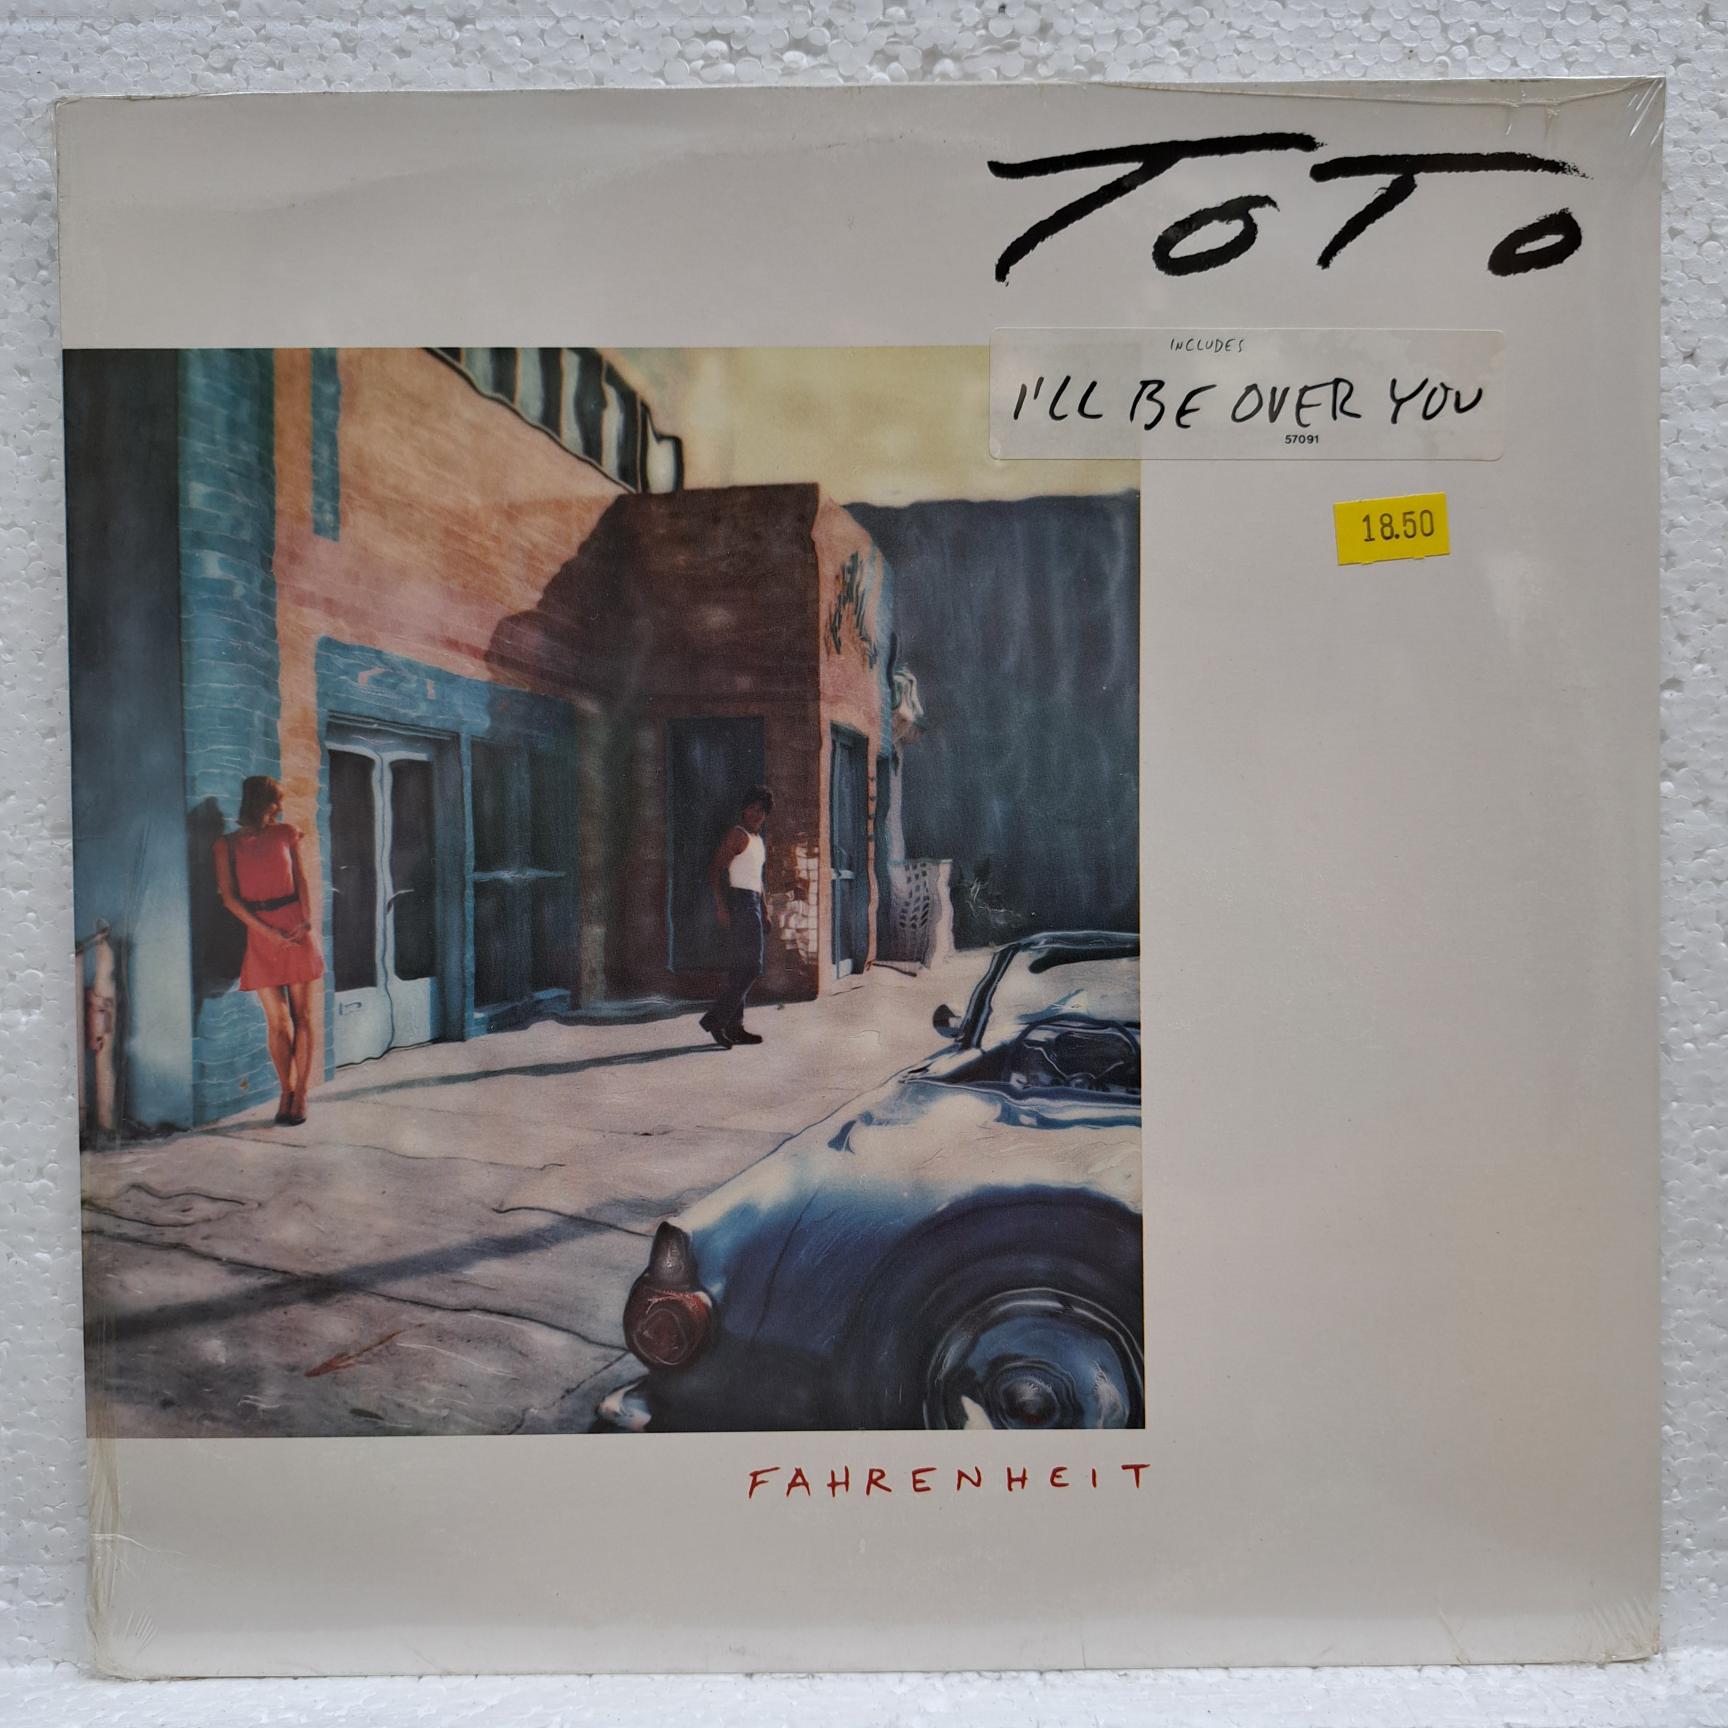 TOTO
INCLUDES
I'LL BE OVER YOU
57091
18.50
FAHRENHEIT